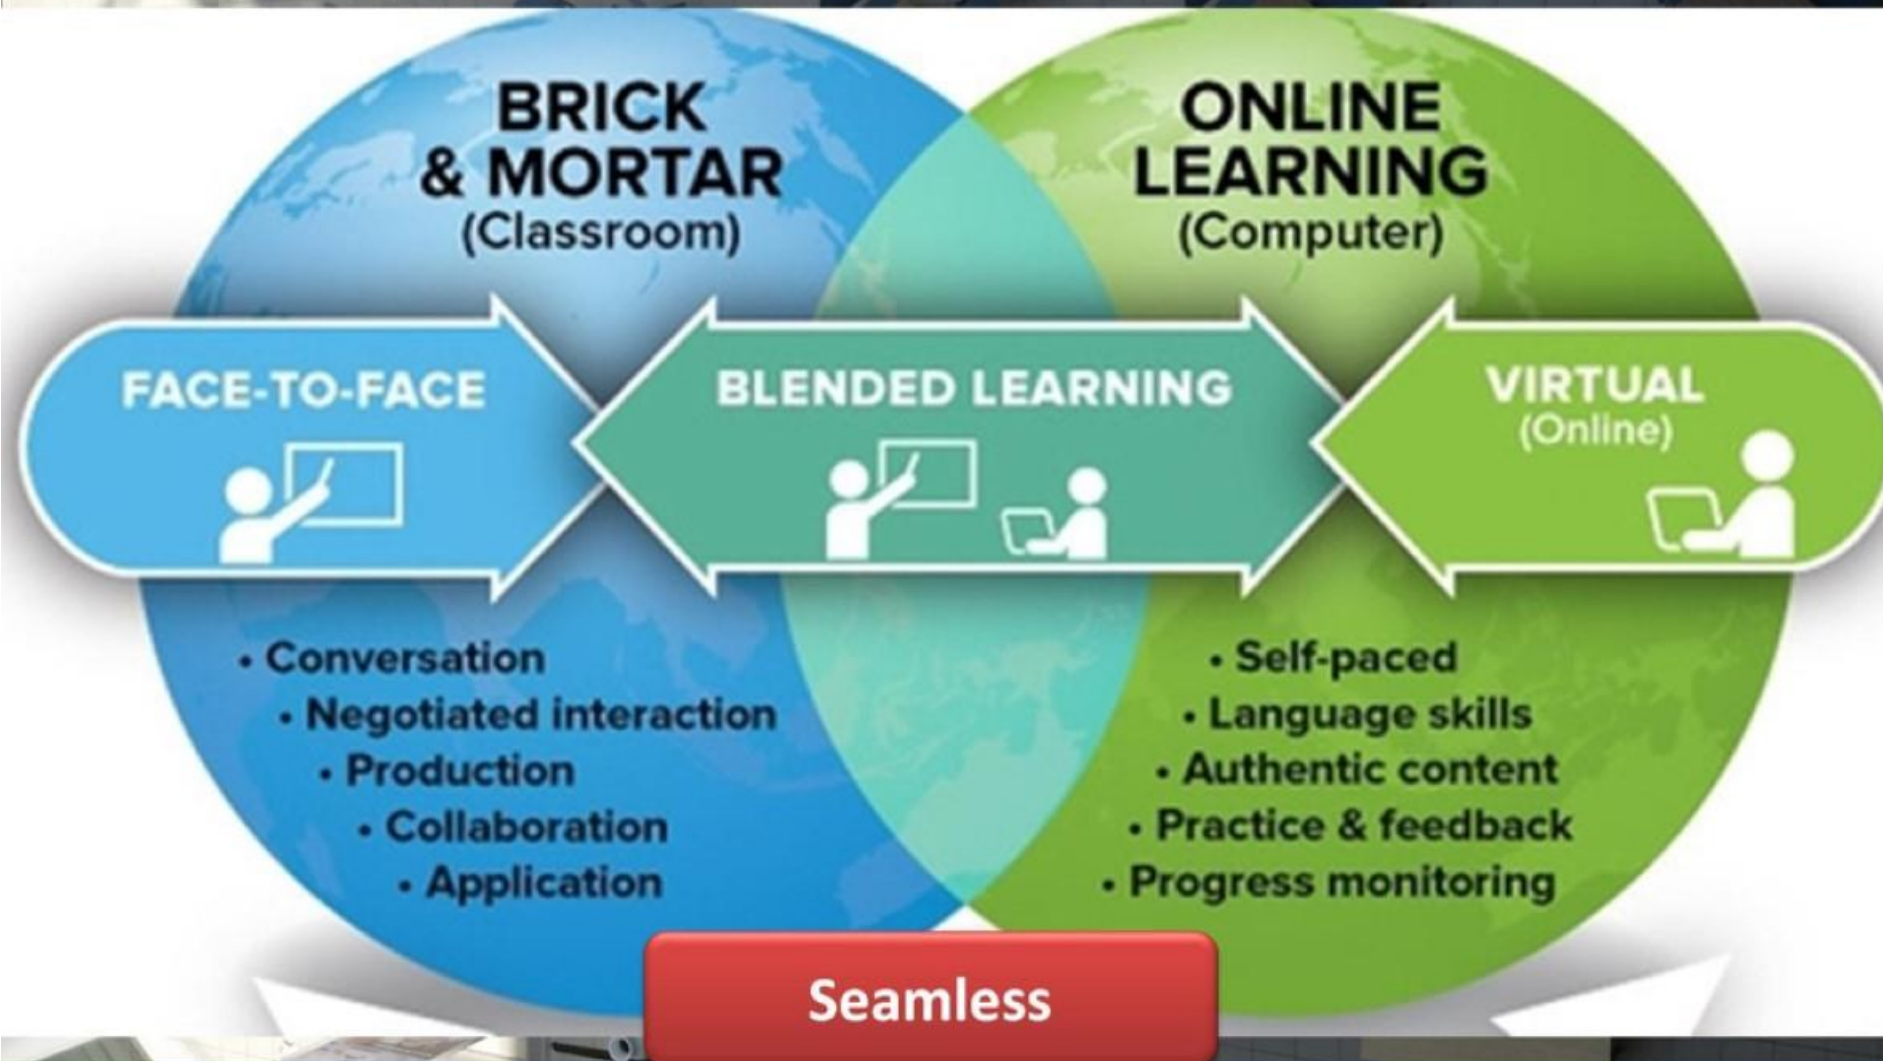 BRICK
& MORTAR
(Classroom)
ONLINE
LEARNING
(Computer)
FACE-TO-FACE
BLENDED LEARNING
VIRTUAL
(Online)
• Conversation
• Negotiated interaction
• Production
• Collaboration
• Application
• Self-paced
• Language skills
• Authentic content
• Practice & feedback
• Progress monitoring
Seamless